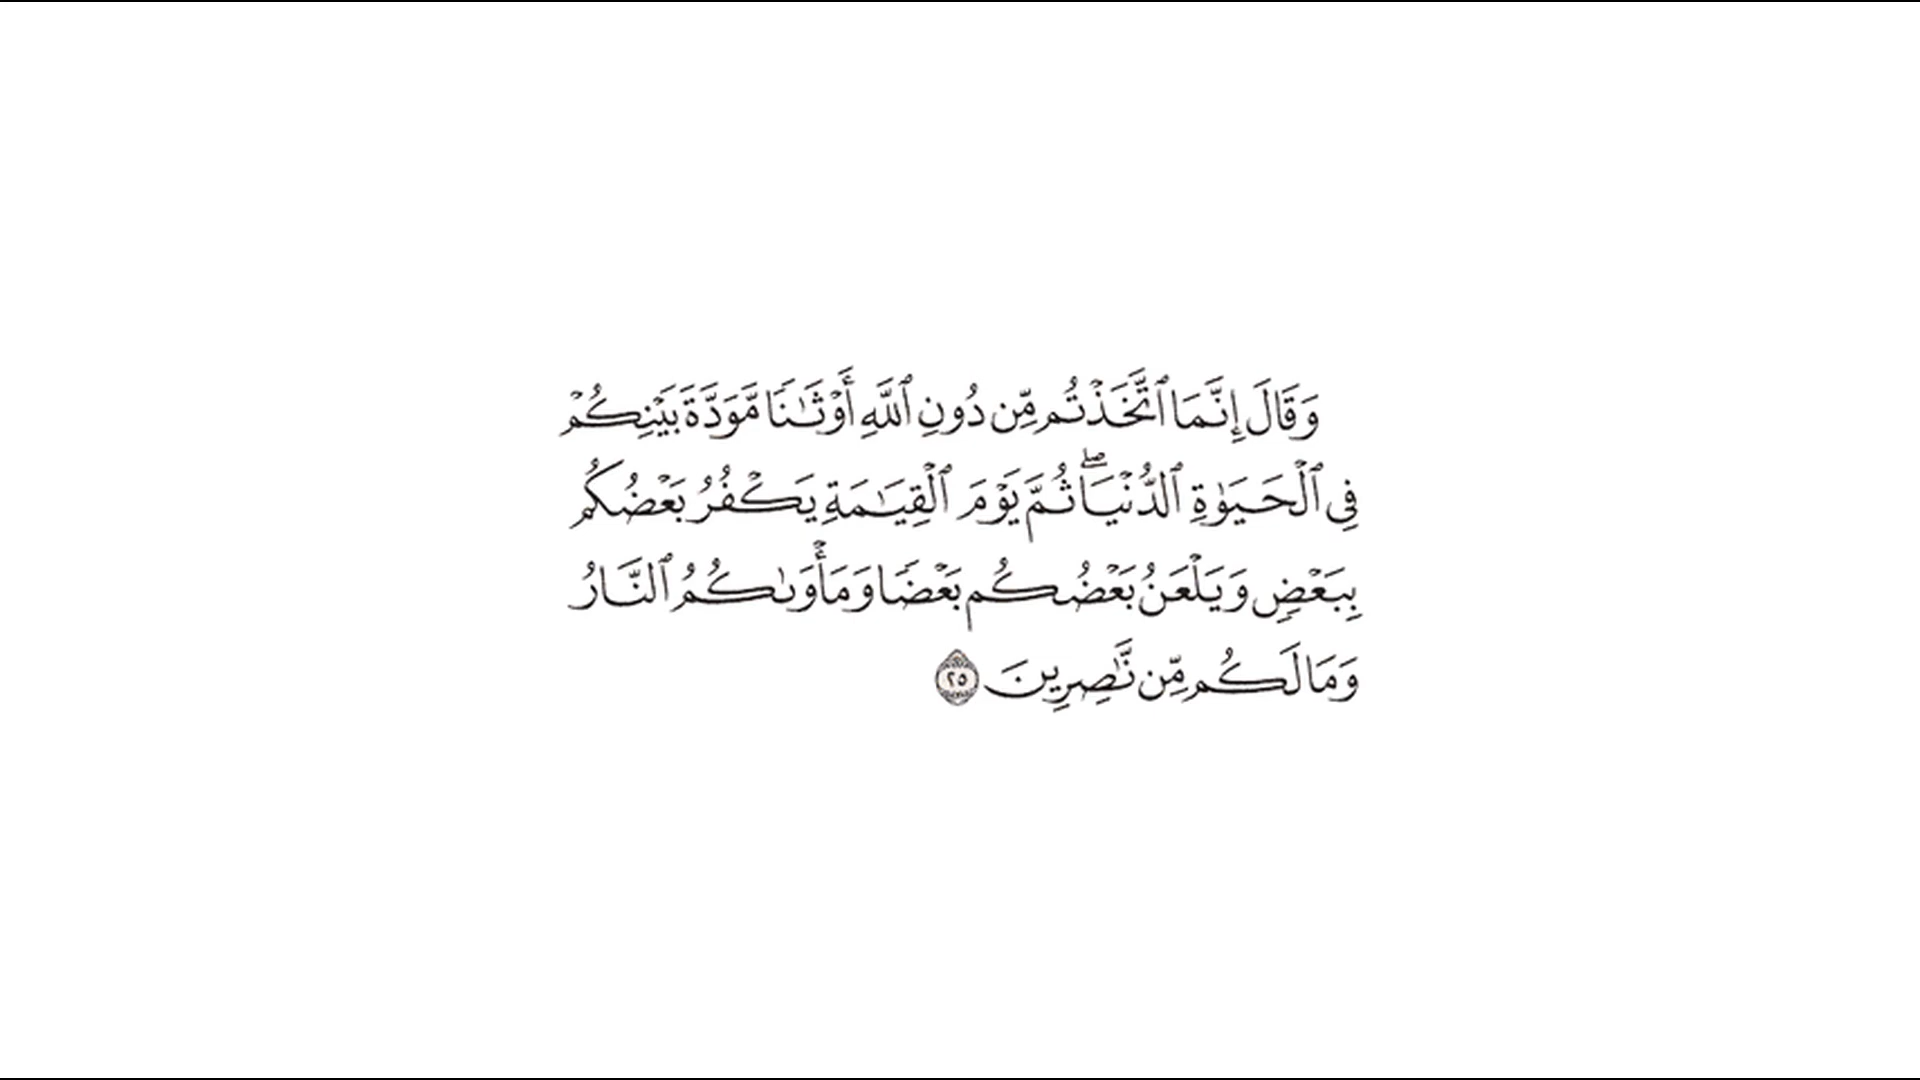 وَقَالَ إِنَّمَا ٱتَّخَذْتُم مِّن دُونِ ٱللَّهِ أَوْثَٰنًا مَّوَدَّةَ بَيْنِكُمْ
فِى ٱلْحَيَوٰةِ ٱلدُّنْيَا ۖ ثُمَّ يَوْمَ ٱلْقِيَٰمَةِ يَكْفُرُ بَعْضُكُم
بِبَعْضٍ وَيَلْعَنُ بَعْضُكُم بَعْضًا وَمَأْوَىٰكُمُ ٱلنَّارُ
وَمَا لَكُم مِّن نَّٰصِرِينَ ٢٥